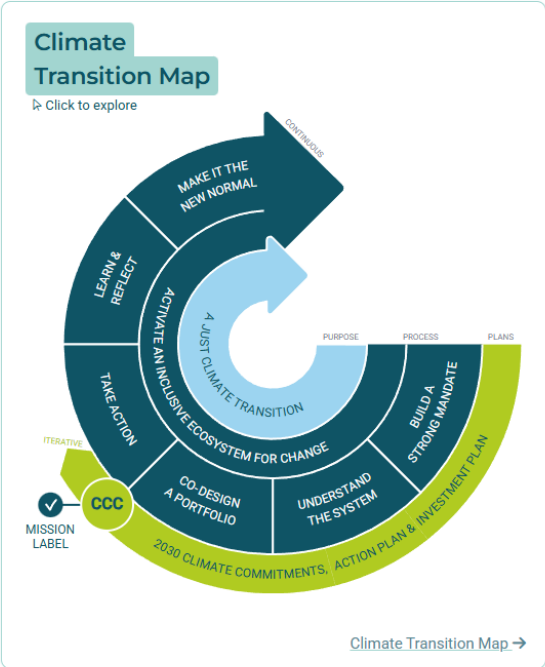 Climate
Transition Map
Click to explore
CONTINUOUS
MAKE IT THE
NEW NORMAL
LEARN &
REFLECT
ACTIVATE AN INCLUSIVE ECOSYSTEM FOR CHANGE
A JUST CLIMATE TRANSITION
PURPOSE
PROCESS
PLANS
TAKE ACTION
BUILD A
STRONG MANDATE
ITERATIVE
CO-DESIGN
A PORTFOLIO
UNDERSTAND
THE SYSTEM
CCC
MISSION
LABEL
2030 CLIMATE COMMITMENTS, ACTION PLAN & INVESTMENT PLAN
Climate Transition Map